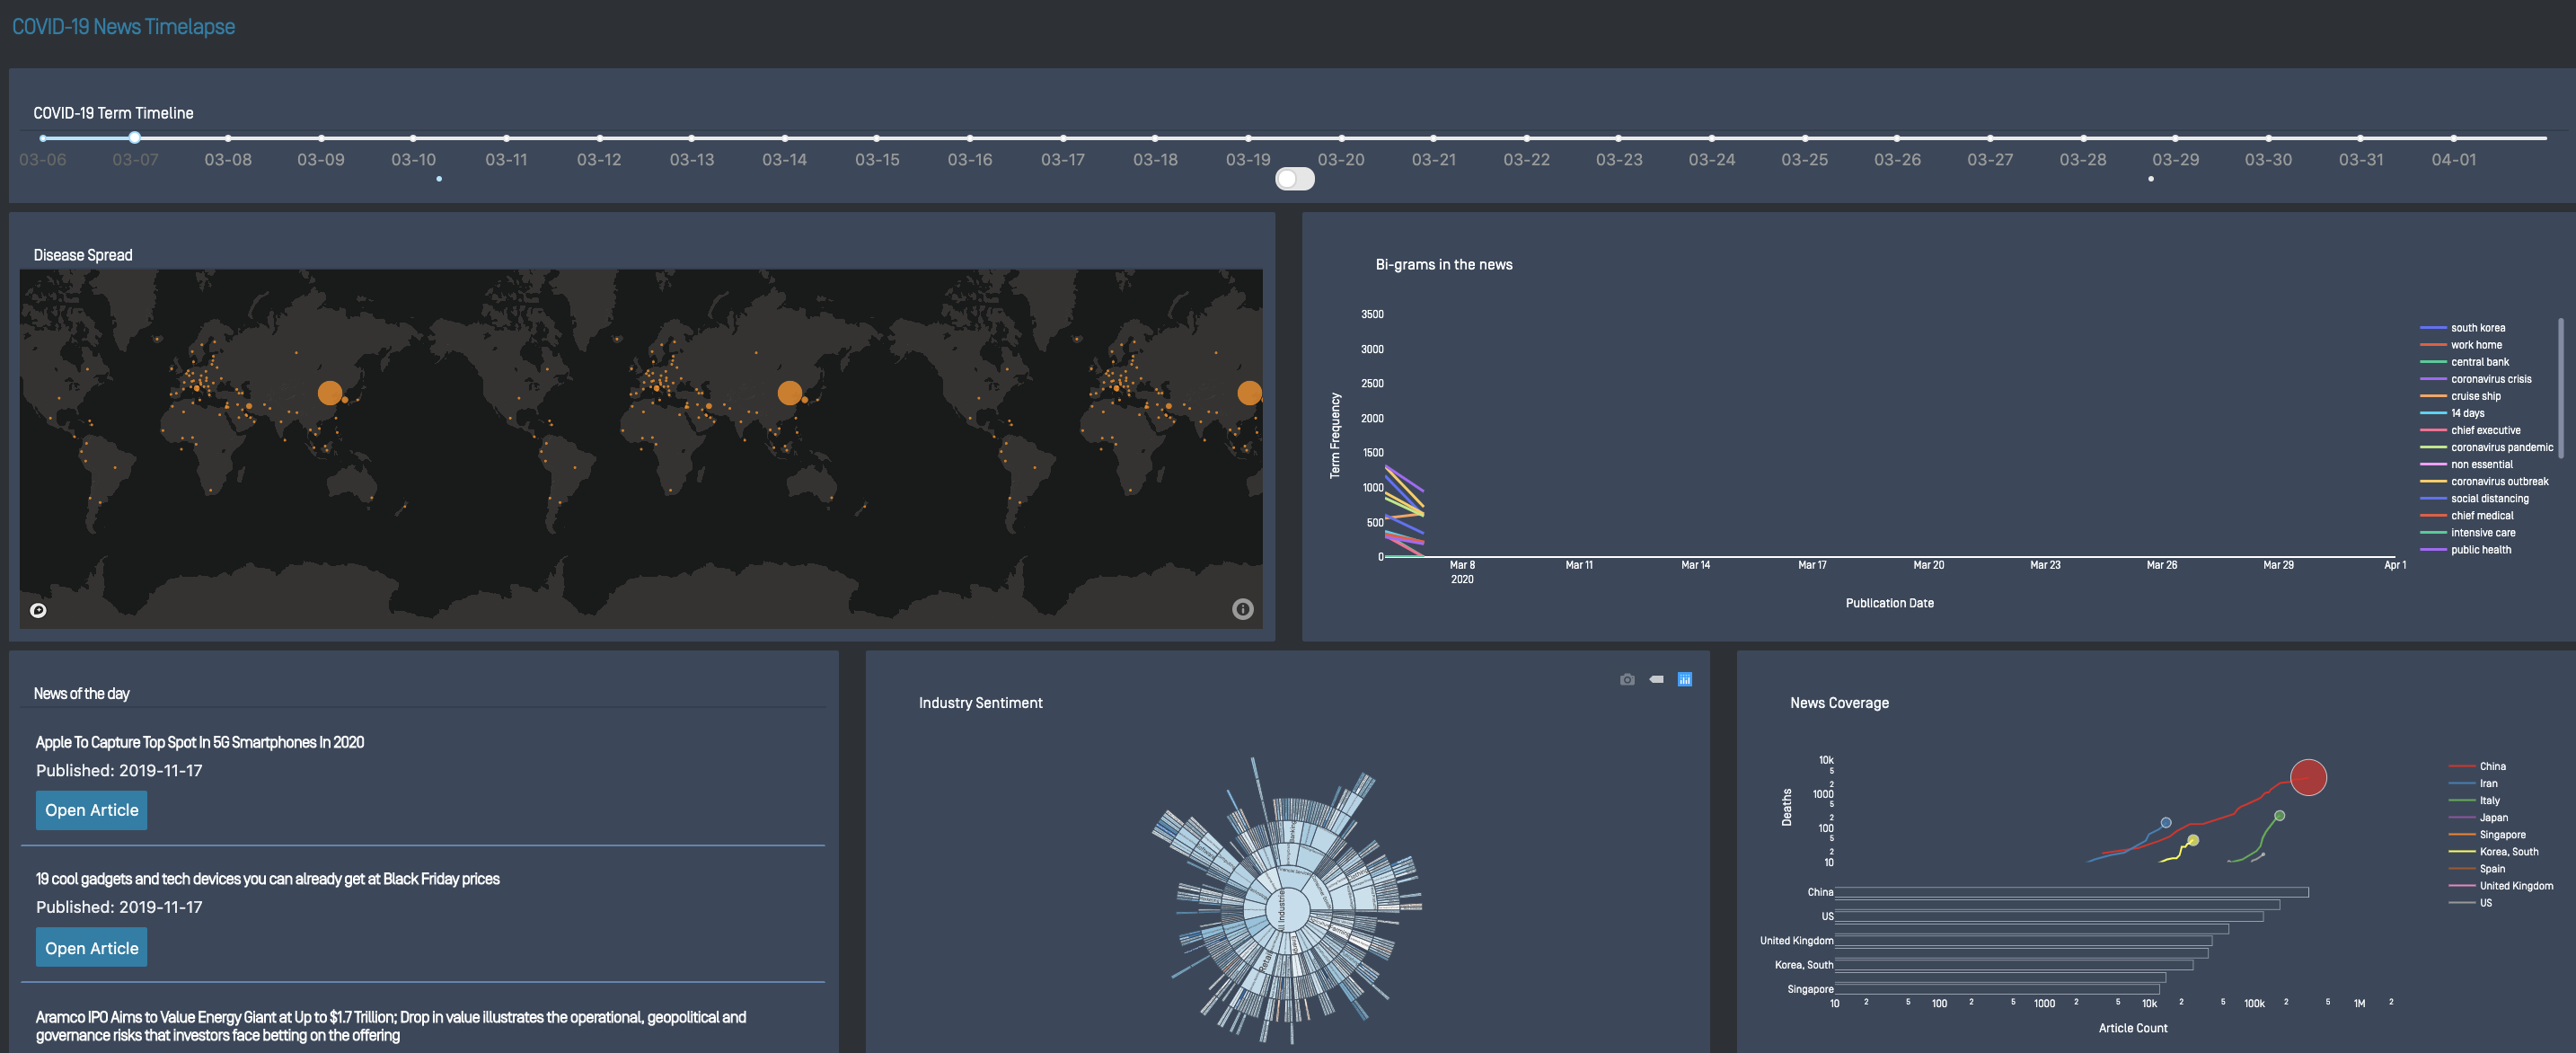 COVID-19 News Timelapse
COVID-19 Term Timeline
03-06 03-07 03-08 03-09 03-10 03-11 03-12 03-13 03-14 03-15 03-16 03-17 03-18 03-19 03-20 03-21 03-22 03-23 03-24 03-25 03-26 03-27 03-28 03-29 03-30 03-31 04-01
Disease Spread
Bi-grams in the news
3500
3000
2500
2000
1500
1000
500
0
Term Frequency
Mar 8 Mar 11 Mar 14 Mar 17 Mar 20 Mar 23 Mar 26 Mar 29 Apr 1
2020
Publication Date
south korea
work home
central bank
coronavirus crisis
cruise ship
14 days
chief executive
coronavirus pandemic
non essential
coronavirus outbreak
social distancing
chief medical
intensive care
public health
News of the day
Apple To Capture Top Spot In 5G Smartphones In 2020
Published: 2019-11-17
Open Article
19 cool gadgets and tech devices you can already get at Black Friday prices
Published: 2019-11-17
Open Article
Aramco IPO Aims to Value Energy Giant at Up to $1.7 Trillion; Drop in value illustrates the operational, geopolitical and
governance risks that investors face betting on the offering
Industry Sentiment
Retail
News Coverage
10k
5
2
1000
5
2
100
5
2
10
Deaths
China
Iran
Italy
Japan
Singapore
Korea, South
Spain
United Kingdom
US
China
US
United Kingdom
Korea, South
Singapore
10 2 5 100 2 5 1000 2 5 10k 2 5 100k 2 5 1M 2
Article Count